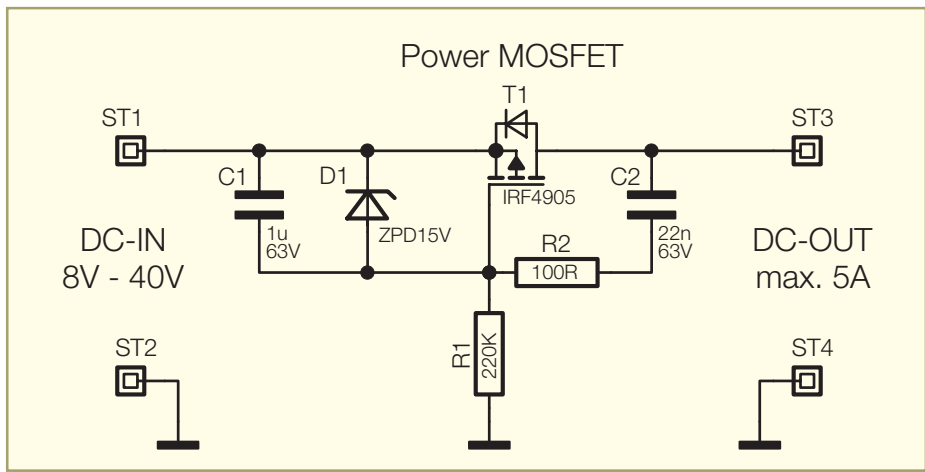 Power MOSFET
T1
ST1
ST3
C1
D1
C2
IRF4905
1u
63V
ZPD15V
22n
63V
DC-IN
8V - 40V
R2
100R
DC-OUT
max. 5A
R1
220K
ST2
ST4